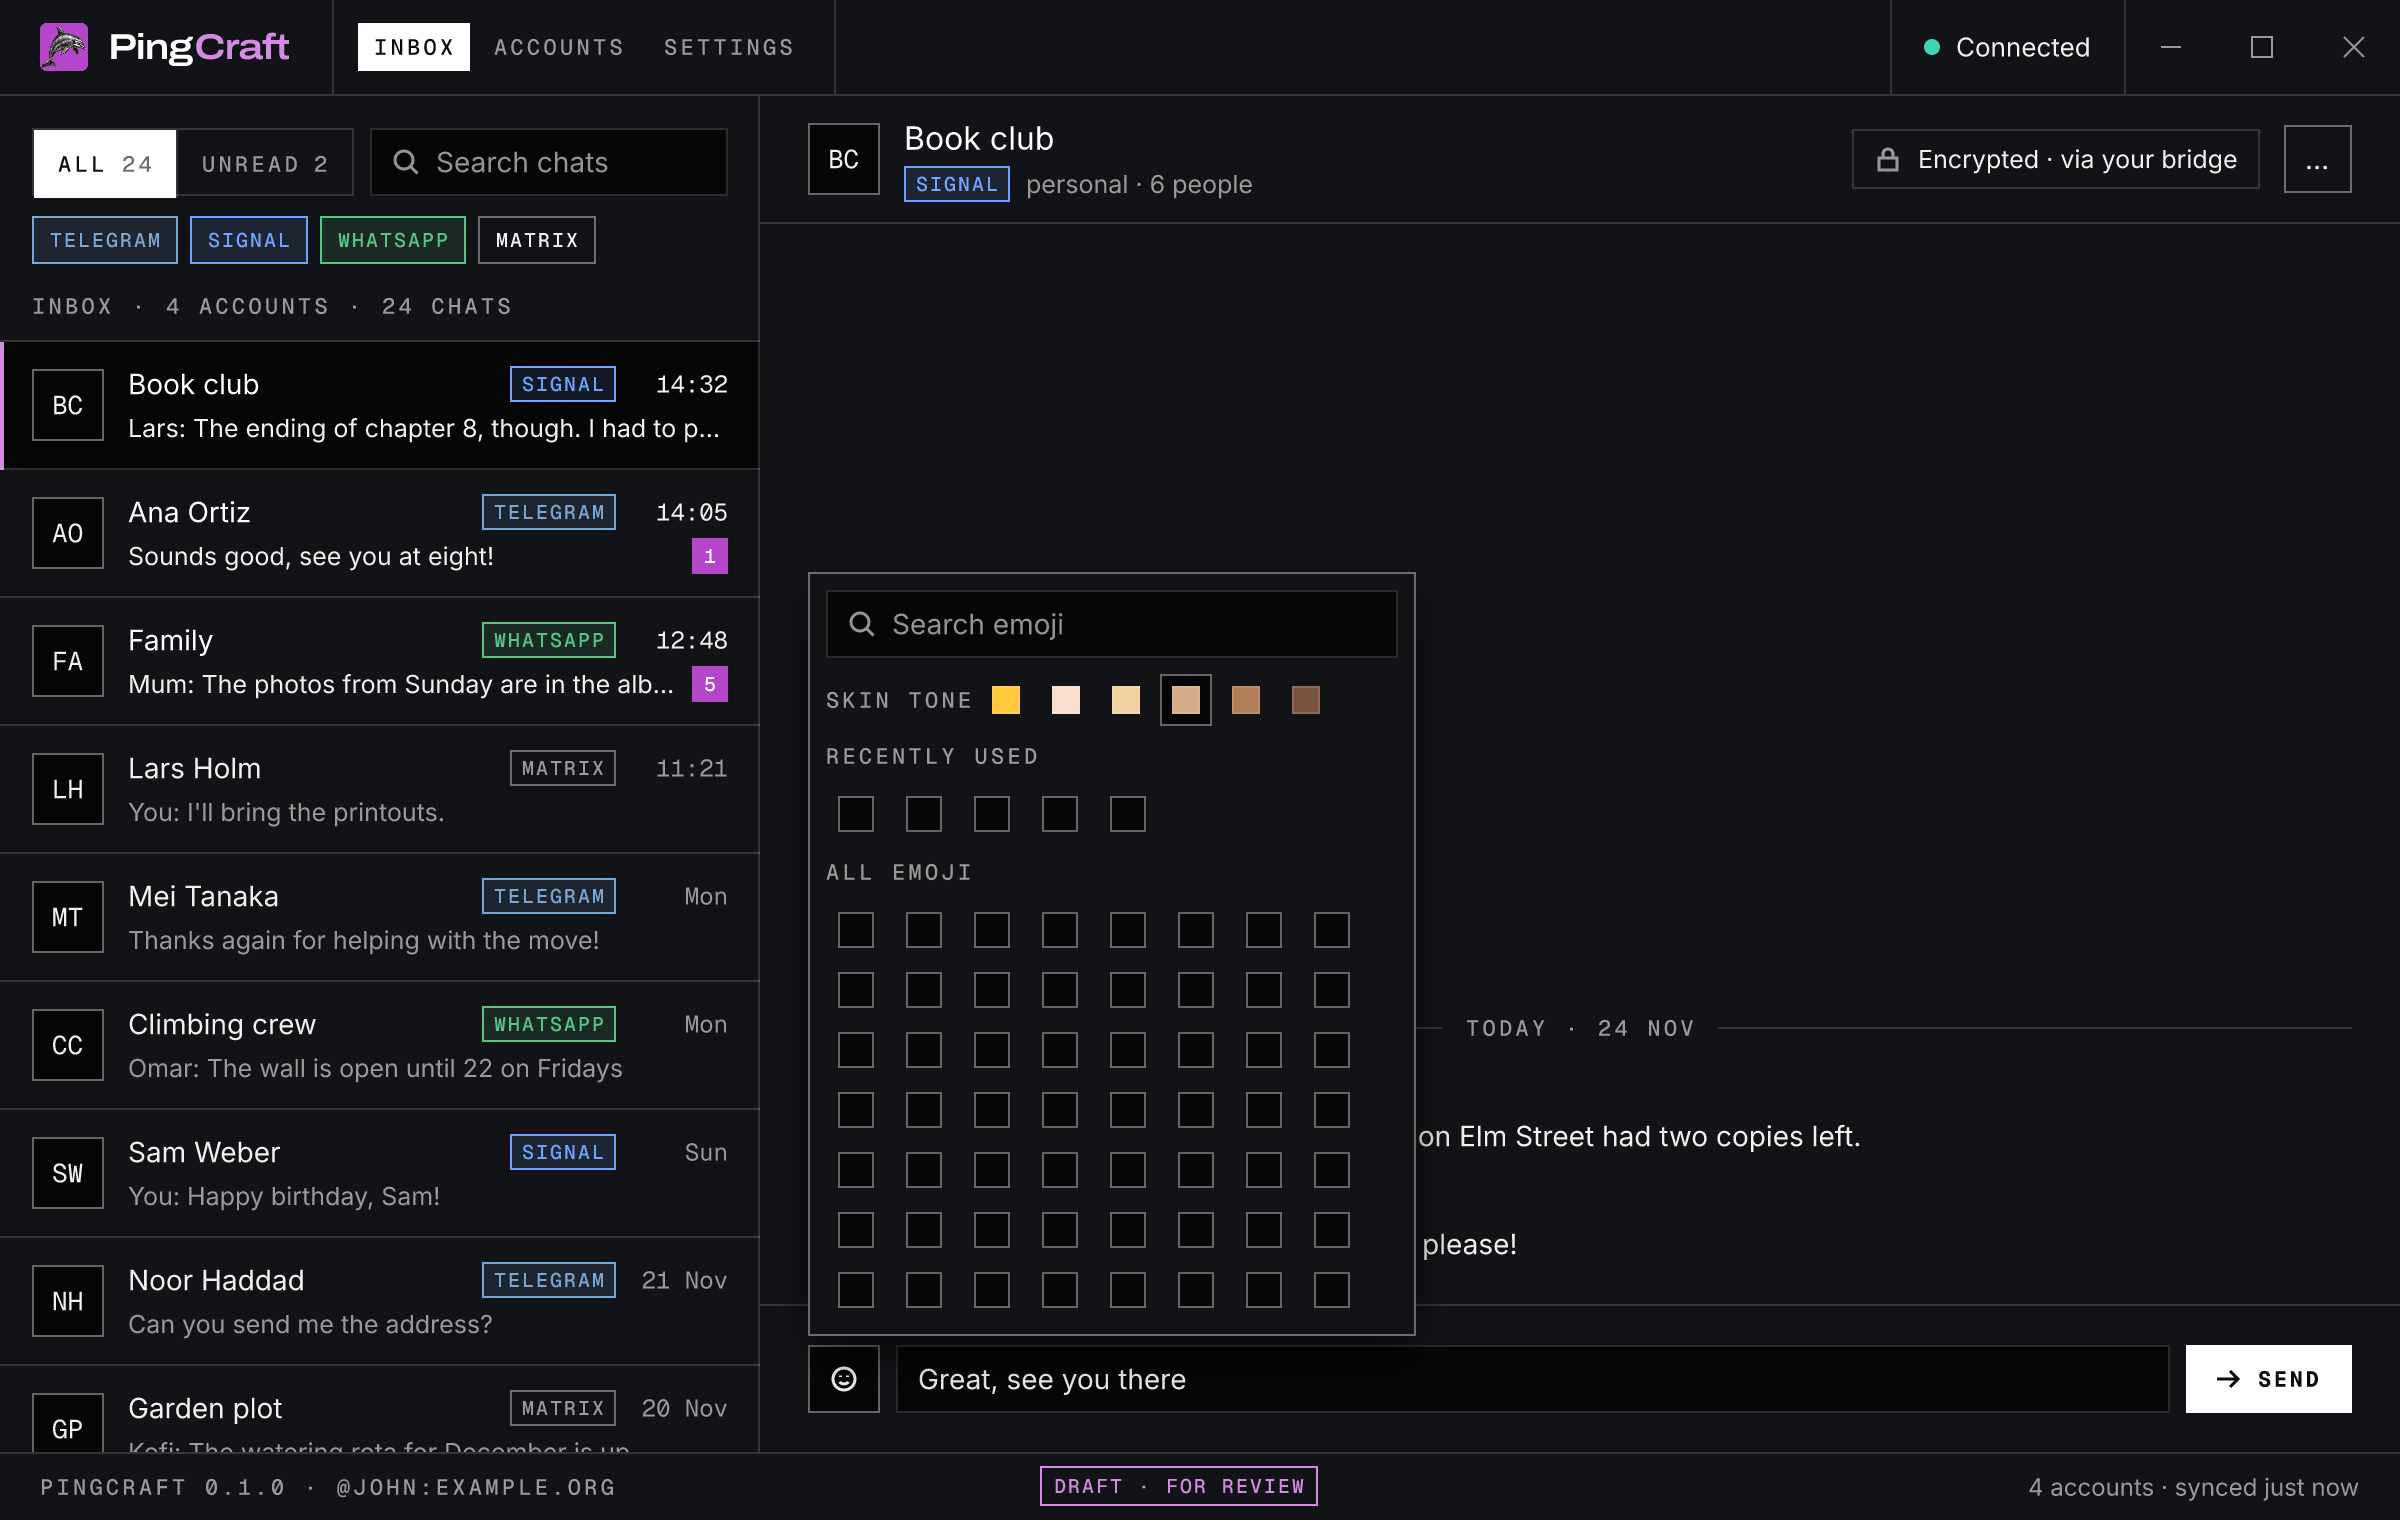 PingCraft
INBOX ACCOUNTS SETTINGS
Connected
ALL 24 UNREAD 2
Search chats
TELEGRAM SIGNAL WHATSAPP MATRIX
INBOX · 4 ACCOUNTS · 24 CHATS
BC Book club SIGNAL 14:32
Lars: The ending of chapter 8, though. I had to p...
AO Ana Ortiz TELEGRAM 14:05
Sounds good, see you at eight! 1
FA Family WHATSAPP 12:48
Mum: The photos from Sunday are in the alb... 5
LH Lars Holm MATRIX 11:21
You: I'll bring the printouts.
MT Mei Tanaka TELEGRAM Mon
Thanks again for helping with the move!
CC Climbing crew WHATSAPP Mon
Omar: The wall is open until 22 on Fridays
SW Sam Weber SIGNAL Sun
You: Happy birthday, Sam!
NH Noor Haddad TELEGRAM 21 Nov
Can you send me the address?
GP Garden plot MATRIX 20 Nov
Kofi: The watering rota for December is up
BC Book club
SIGNAL personal · 6 people
Encrypted · via your bridge
...
Search emoji
SKIN TONE
RECENTLY USED
ALL EMOJI
TODAY · 24 NOV
on Elm Street had two copies left.
please!
Great, see you there
SEND
PINGCRAFT 0.1.0 · @JOHN:EXAMPLE.ORG
DRAFT · FOR REVIEW
4 accounts · synced just now